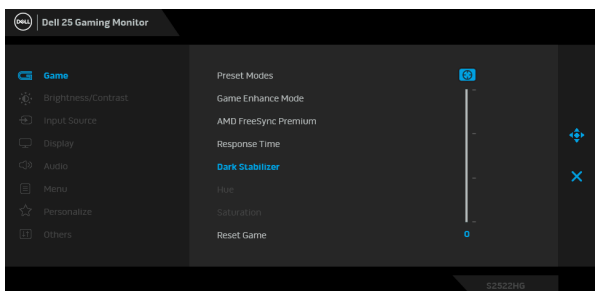 DELL Dell 25 Gaming Monitor
Game
Brightness/Contrast
Input Source
Display
Audio
Menu
Personalize
Others
Preset Modes
Game Enhance Mode
AMD FreeSync Premium
Response Time
Dark Stabilizer
Hue
Saturation
Reset Game
0
S2522HG